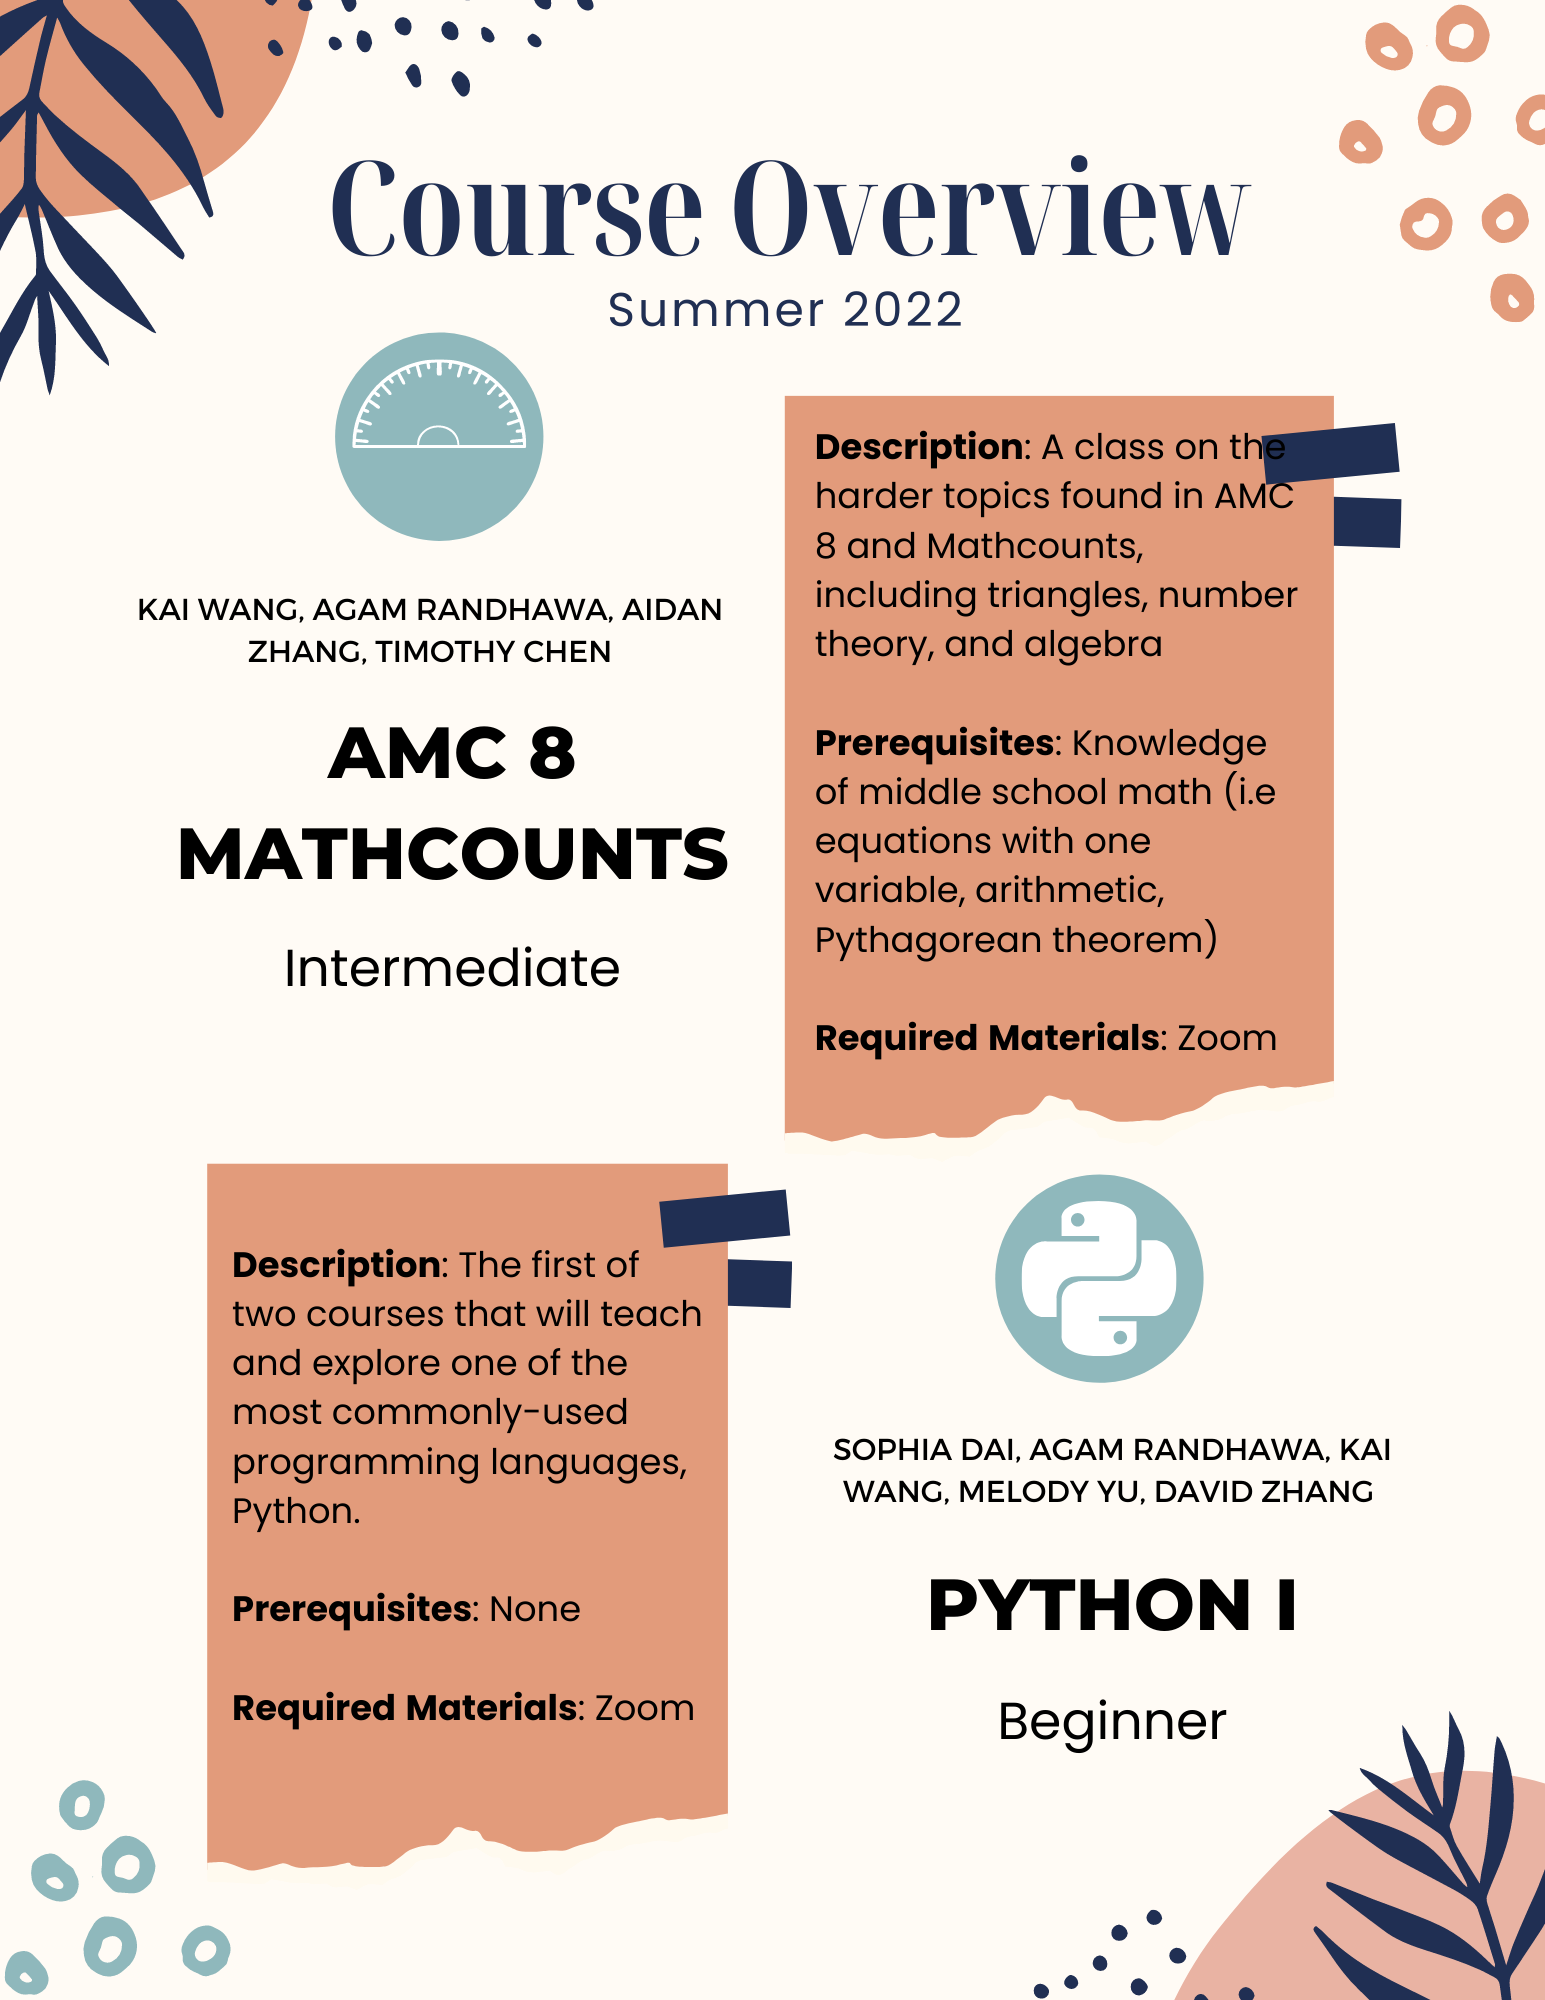 Course Overview
Summer 2022
KAI WANG, AGAM RANDHAWA, AIDAN
ZHANG, TIMOTHY CHEN
AMC 8
MATHCOUNTS
Intermediate
Description: A class on the
harder topics found in AMC
8 and Mathcounts,
including triangles, number
theory, and algebra
Prerequisites: Knowledge
of middle school math (i.e
equations with one
variable, arithmetic,
Pythagorean theorem)
Required Materials: Zoom
Description: The first of
two courses that will teach
and explore one of the
most commonly-used
programming languages,
Python.
Prerequisites: None
Required Materials: Zoom
SOPHIA DAI, AGAM RANDHAWA, KAI
WANG, MELODY YU, DAVID ZHANG
PYTHON I
Beginner